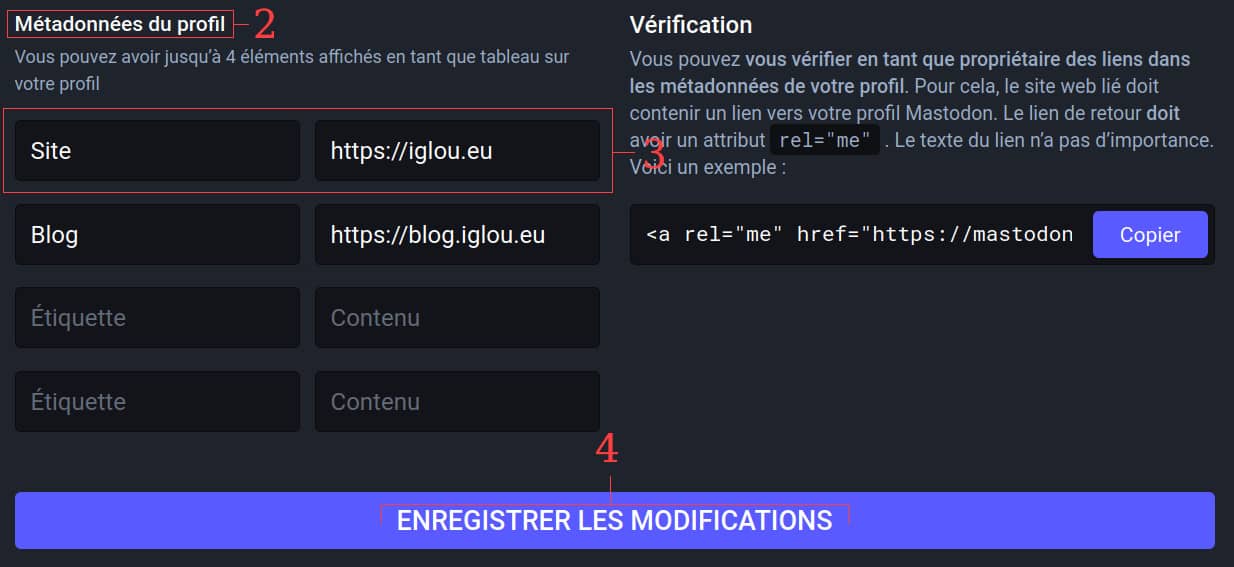 Métadonnées du profil
2
Vous pouvez avoir jusqu'à 4 éléments affichés en tant que tableau sur
votre profil
Site
https://iglou.eu
3
Blog
https://blog.iglou.eu
Étiquette
Contenu
Étiquette
Contenu
Vérification
Vous pouvez vous vérifier en tant que propriétaire des liens dans
les métadonnées de votre profil. Pour cela, le site web lié doit
contenir un lien vers votre profil Mastodon. Le lien de retour doit
avoir un attribut rel="me" . Le texte du lien n'a pas d'importance.
Voici un exemple :
<a rel="me" href="https://mastodon
Copier
4
ENREGISTRER LES MODIFICATIONS